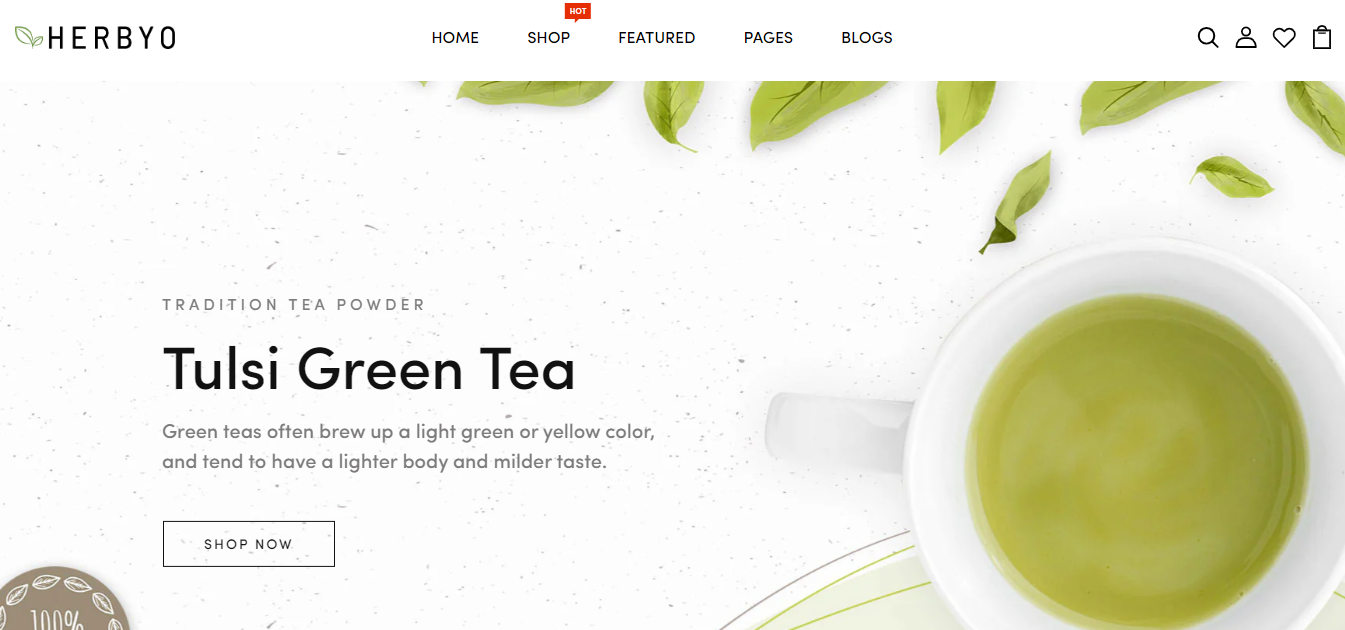 HOT
HERBYO
HOME
SHOP
FEATURED
PAGES
BLOGS
TRADITION TEA POWDER
Tulsi Green Tea
Green teas often brew up a light green or yellow color,
and tend to have a lighter body and milder taste.
SHOP NOW
100%